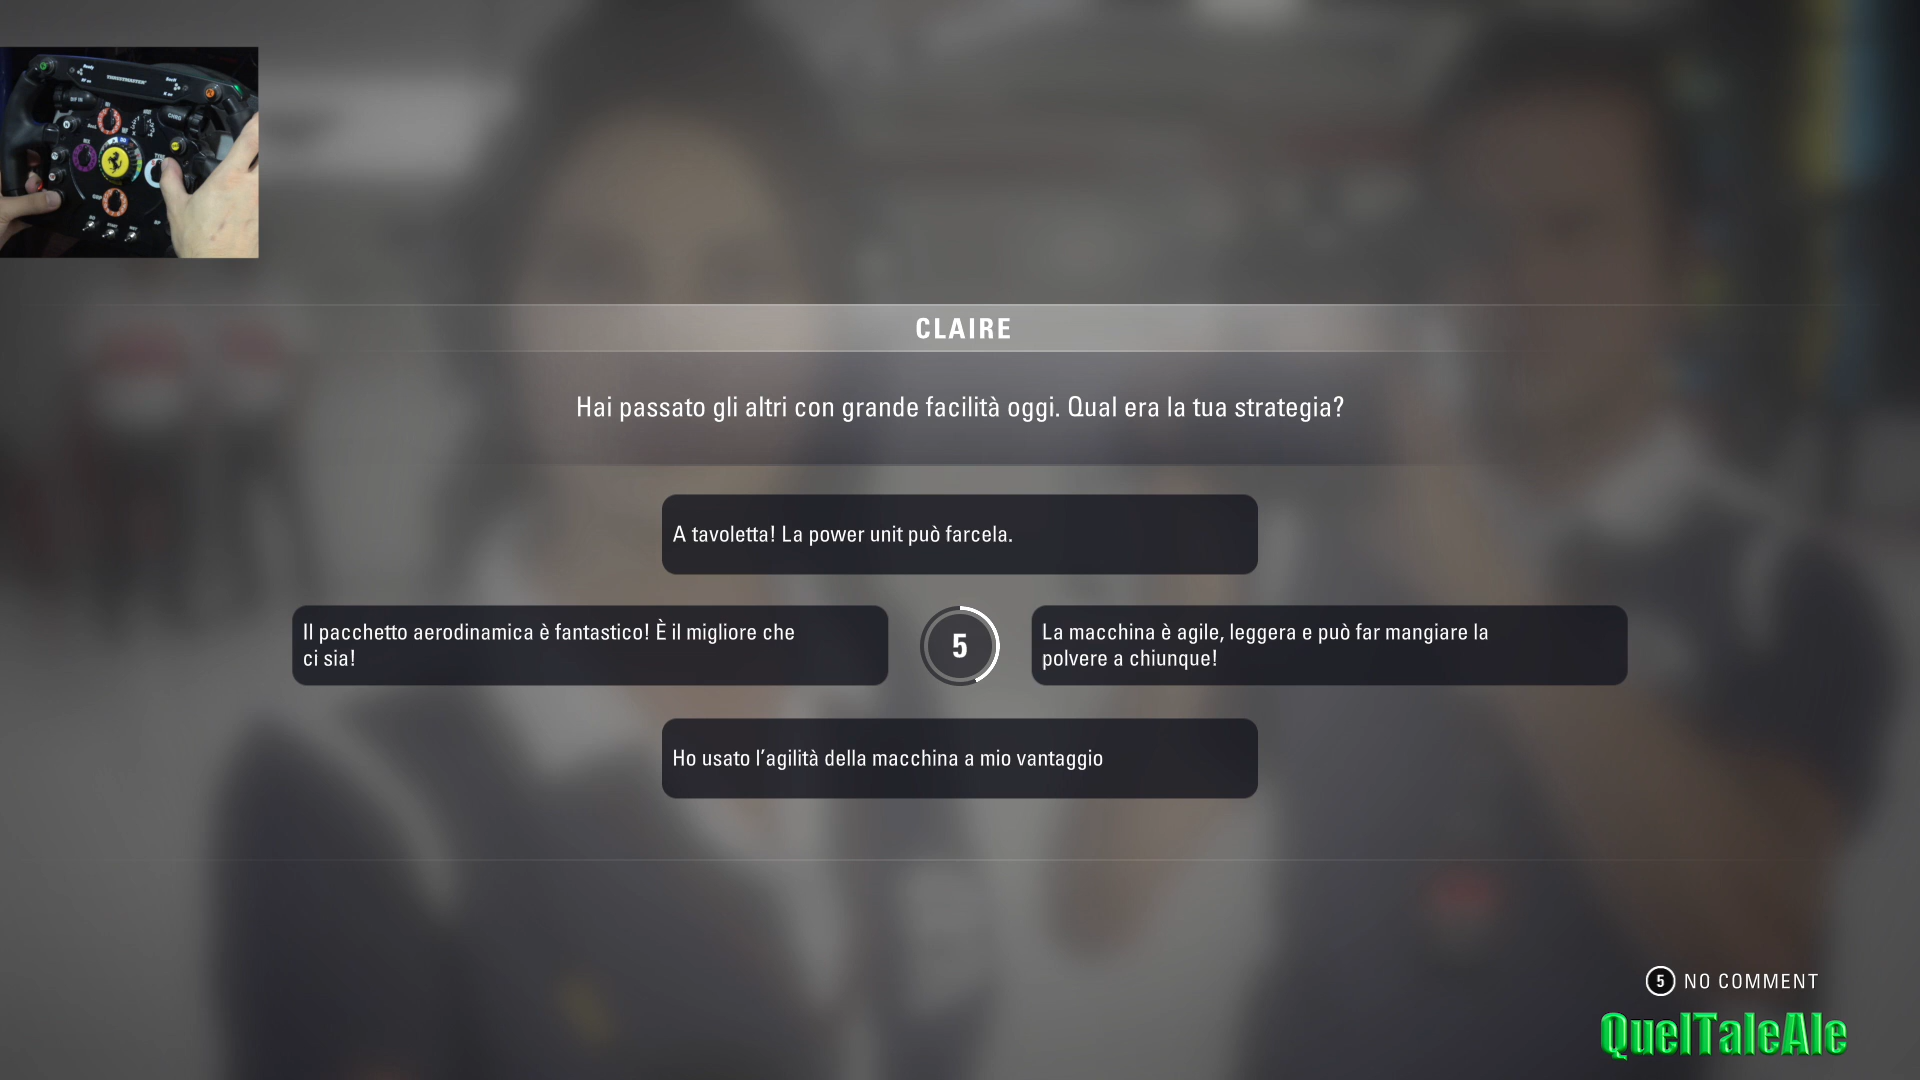 THRUSTMASTER
CLAIRE
Hai passato gli altri con grande facilità oggi. Qual era la tua strategia?
A tavoletta! La power unit può farcela.
Il pacchetto aerodinamica è fantastico! È il migliore che
ci sia!
5
La macchina è agile, leggera e può far mangiare la
polvere a chiunque!
Ho usato l'agilità della macchina a mio vantaggio
5 NO COMMENT
QuelTaleAle